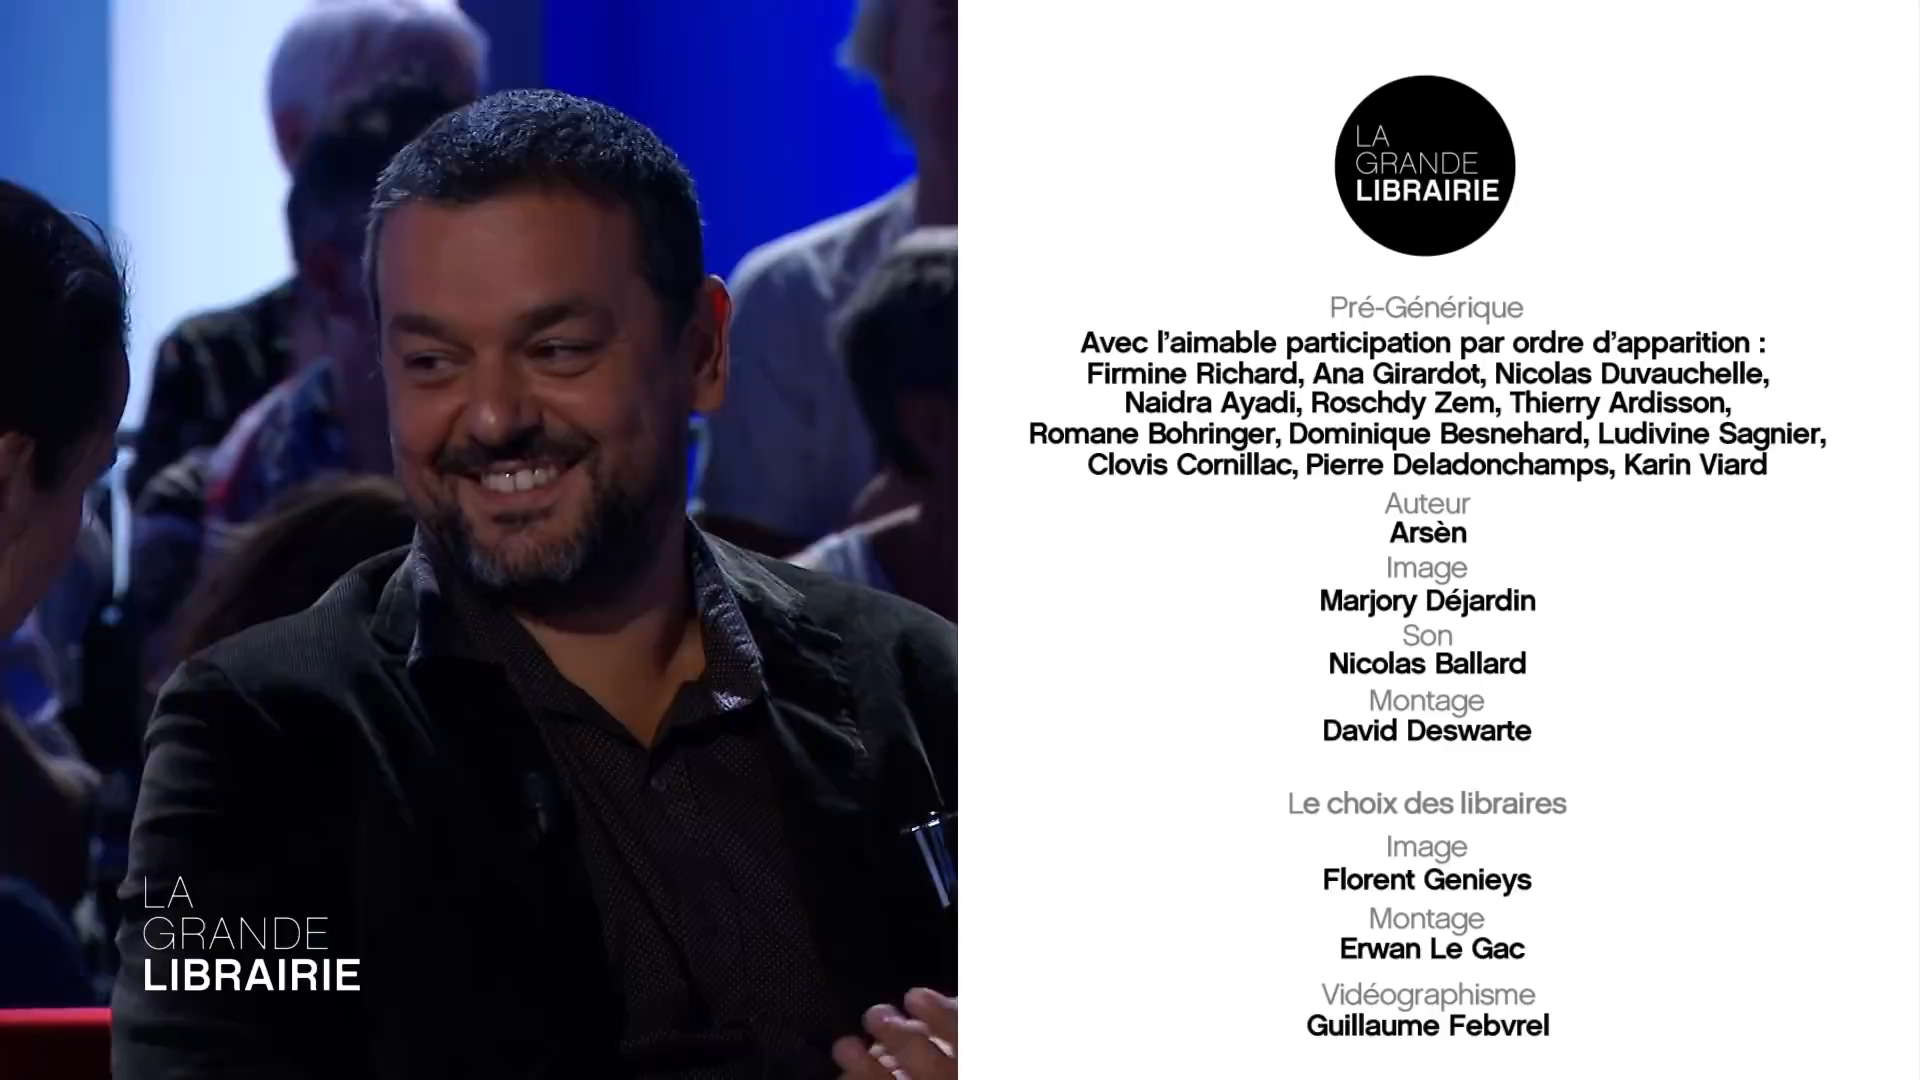 LA
GRANDE
LIBRAIRIE
LA
GRANDE
LIBRAIRIE
Pré-Générique
Avec l’aimable participation par ordre d’apparition :
Firmine Richard, Ana Girardot, Nicolas Duvauchelle,
Naidra Ayadi, Roschdy Zem, Thierry Ardisson,
Romane Bohringer, Dominique Besnehard, Ludivine Sagnier,
Clovis Cornillac, Pierre Deladonchamps, Karin Viard
Auteur
Arsèn
Image
Marjory Déjardin
Son
Nicolas Ballard
Montage
David Deswarte
Le choix des libraires
Image
Florent Genieys
Montage
Erwan Le Gac
Vidéographisme
Guillaume Febvrel